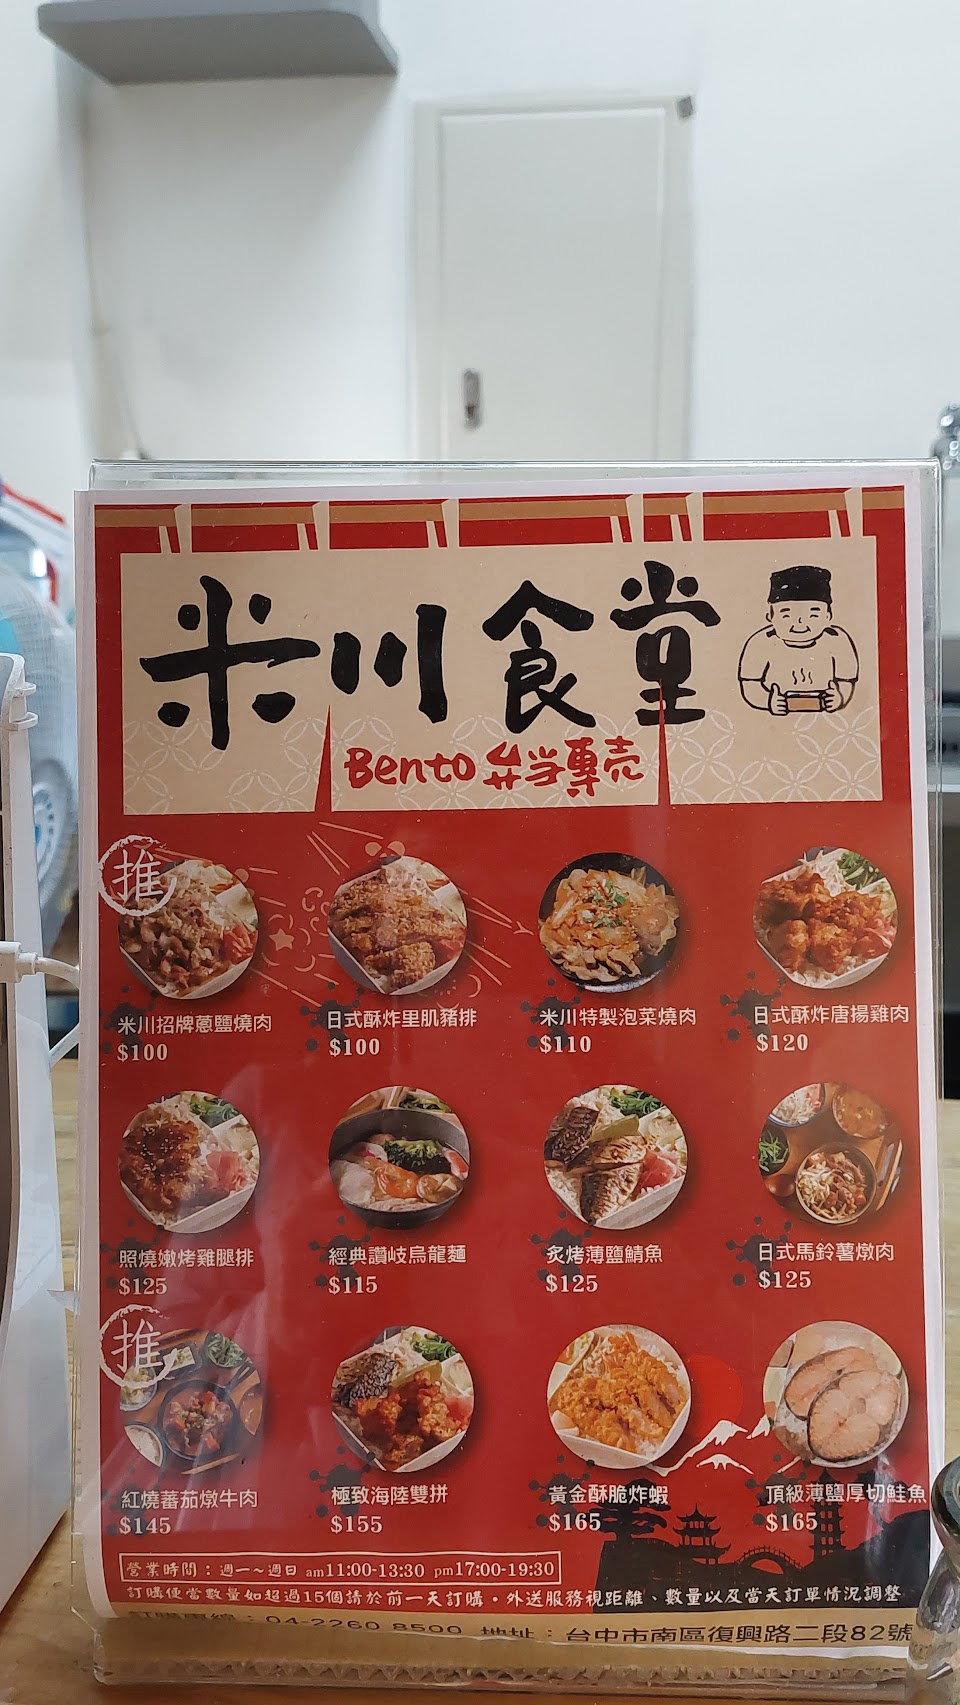 米川食堂
Bento 弁当專売
推
米川招牌蔥鹽燒肉
$100
日式酥炸里肌豬排
$100
米川特製泡菜燒肉
$110
日式酥炸唐揚雞肉
$120
照燒嫩烤雞腿排
$125
經典讚岐烏龍麵
$115
炙烤薄鹽鯖魚
$125
日式馬鈴薯燉肉
$125
推
紅燒蕃茄燉牛肉
$145
極致海陸雙拼
$155
黃金酥脆炸蝦
$165
頂級薄鹽厚切鮭魚
$165
營業時間：週一～週日 am11:00-13:30 pm17:00-19:30
訂購便當數量如超過15個請於前一天訂購・外送服務視距離、數量以及當天訂單情況調整
訂購專線：04-2260 8500 地址：台中市南區復興路二段82號